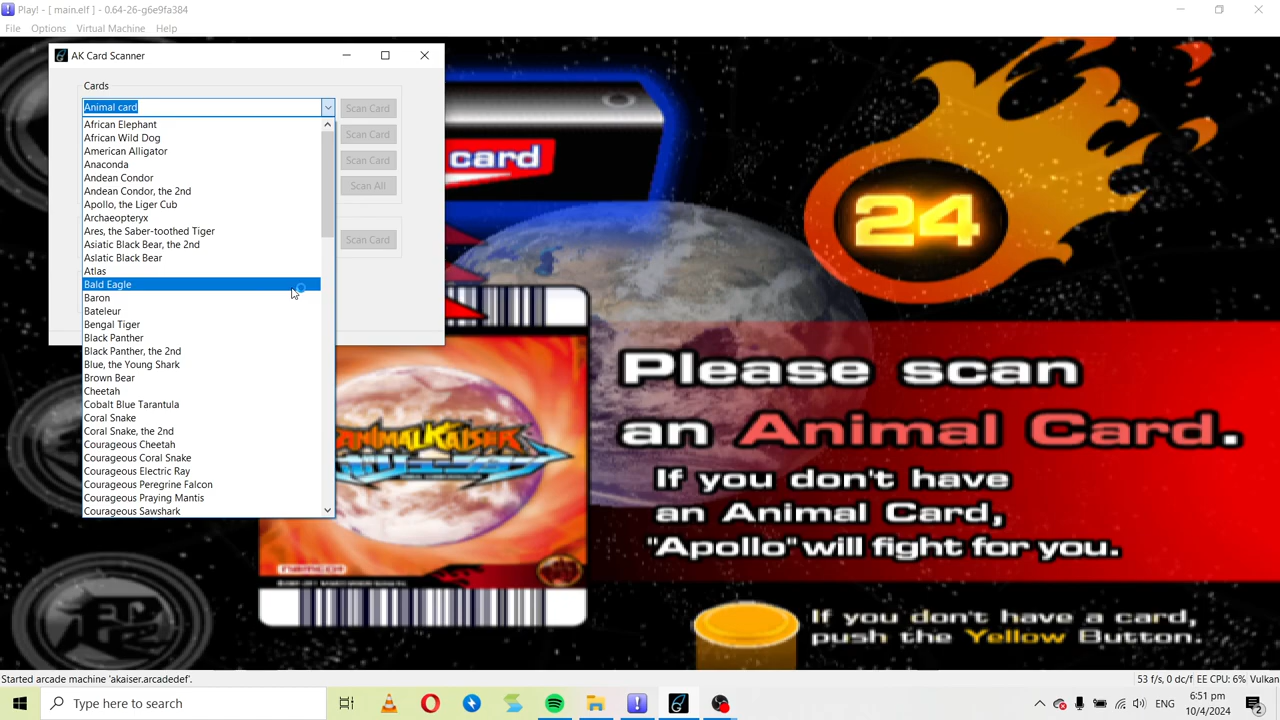 Play! - [ main.elf ] - 0.64-26-g6e9fa384
File Options Virtual Machine Help
AK Card Scanner
Cards
Animal card
Scan Card
Scan Card
Scan Card
Scan All
Scan Card
African Elephant
African Wild Dog
American Alligator
Anaconda
Andean Condor
Andean Condor, the 2nd
Apollo, the Liger Cub
Archaeopteryx
Ares, the Saber-toothed Tiger
Asiatic Black Bear, the 2nd
Aslatic Black Bear
Atlas
Bald Eagle
Baron
Bateleur
Bengal Tiger
Black Panther
Black Panther, the 2nd
Blue, the Young Shark
Brown Bear
Cheetah
Cobalt Blue Tarantula
Coral Snake
Coral Snake, the 2nd
Courageous Cheetah
Courageous Coral Snake
Courageous Electric Ray
Courageous Peregrine Falcon
Courageous Praying Mantis
Courageous Sawshark
card
24
ANIMAL KAISER
Please scan
an Animal Card.
If you don't have
an Animal Card,
"Apollo" will fight for you.
If you don't have a card,
push the Yellow Button.
Started arcade machine 'akaiser.arcadedef'.
53 f/s, 0 dc/f EE CPU: 6% Vulkan
Type here to search
ENG
6:51 pm
10/4/2024
2